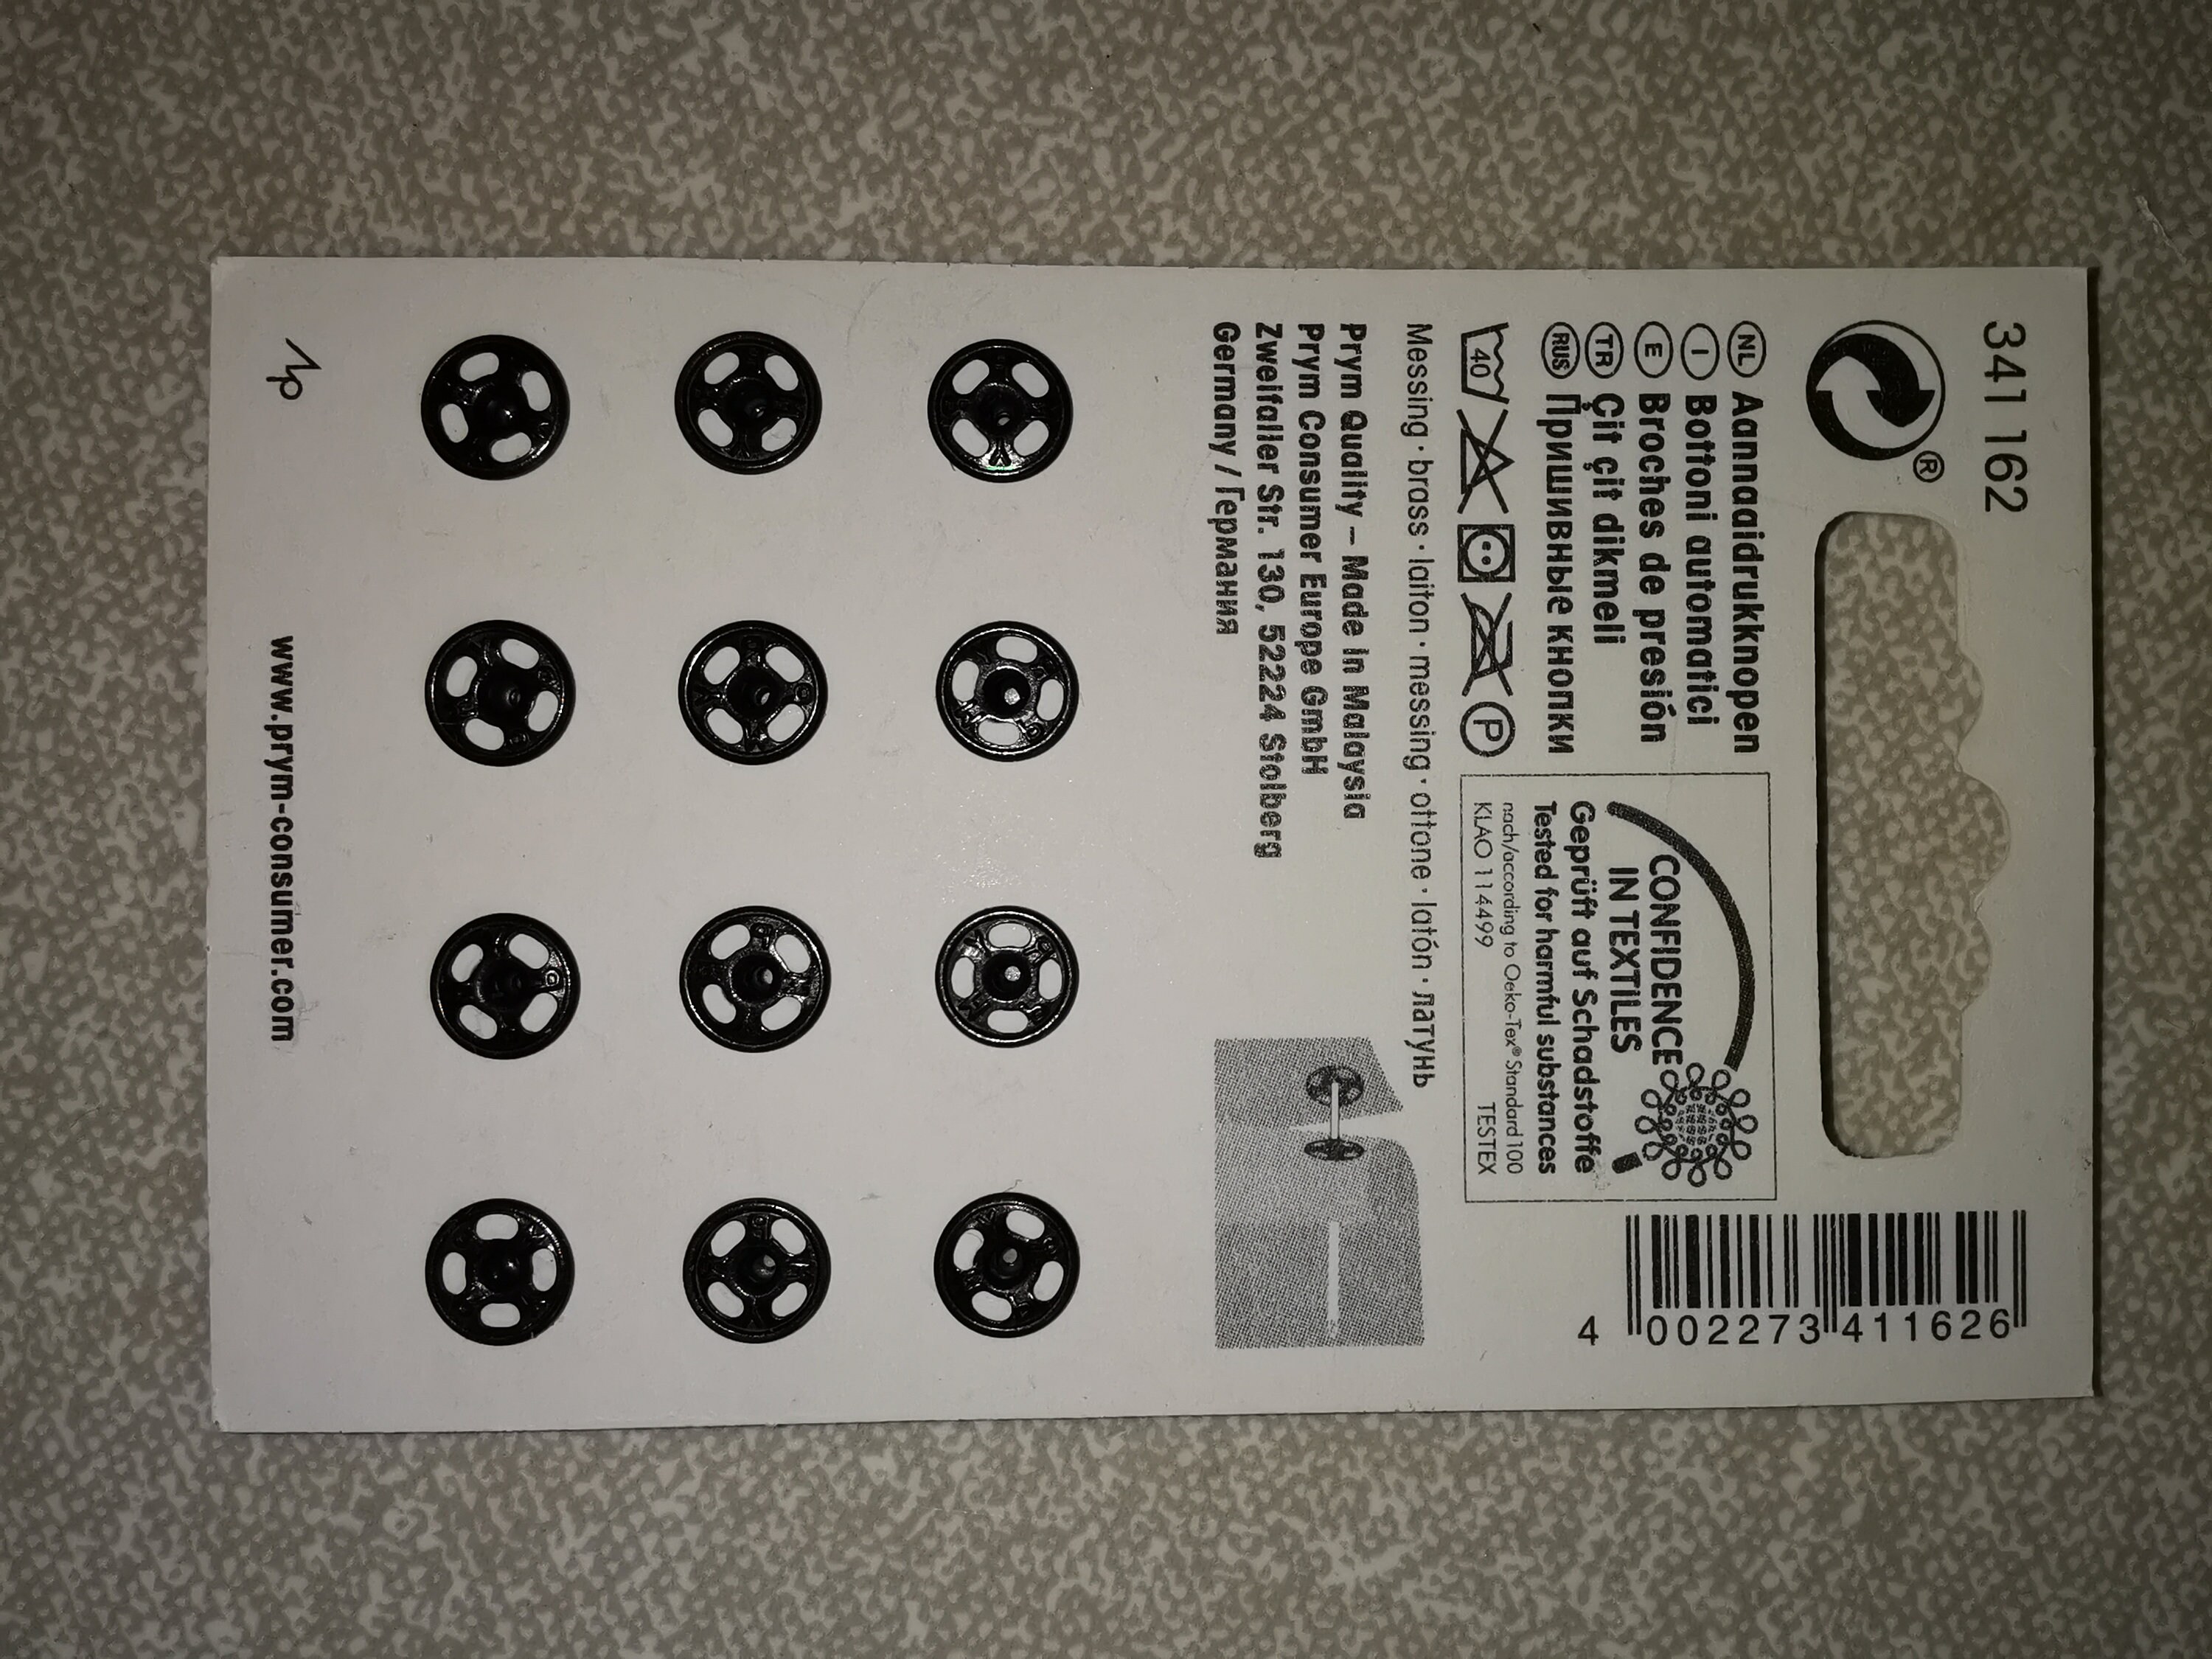 341 162
®
NL Aannaaidrukknopen
I Bottoni automatici
E Broches de presión
TR Çit çit dikmeli
RUS Пришивные кнопки
40 P
CONFIDENCE
IN TEXTILES
Geprüft auf Schadstoffe
Tested for harmful substances
nach/according to Oeko-Tex® Standard 100
KIAO 114499 TESTEX
4 002273 411626
Messing · brass · laiton · messing · ottone · latón · латунь
Prym Quality – Made in Malaysia
Prym Consumer Europe GmbH
Zweifaller Str. 130, 52224 Stolberg
Germany / Германия
www.prym-consumer.com